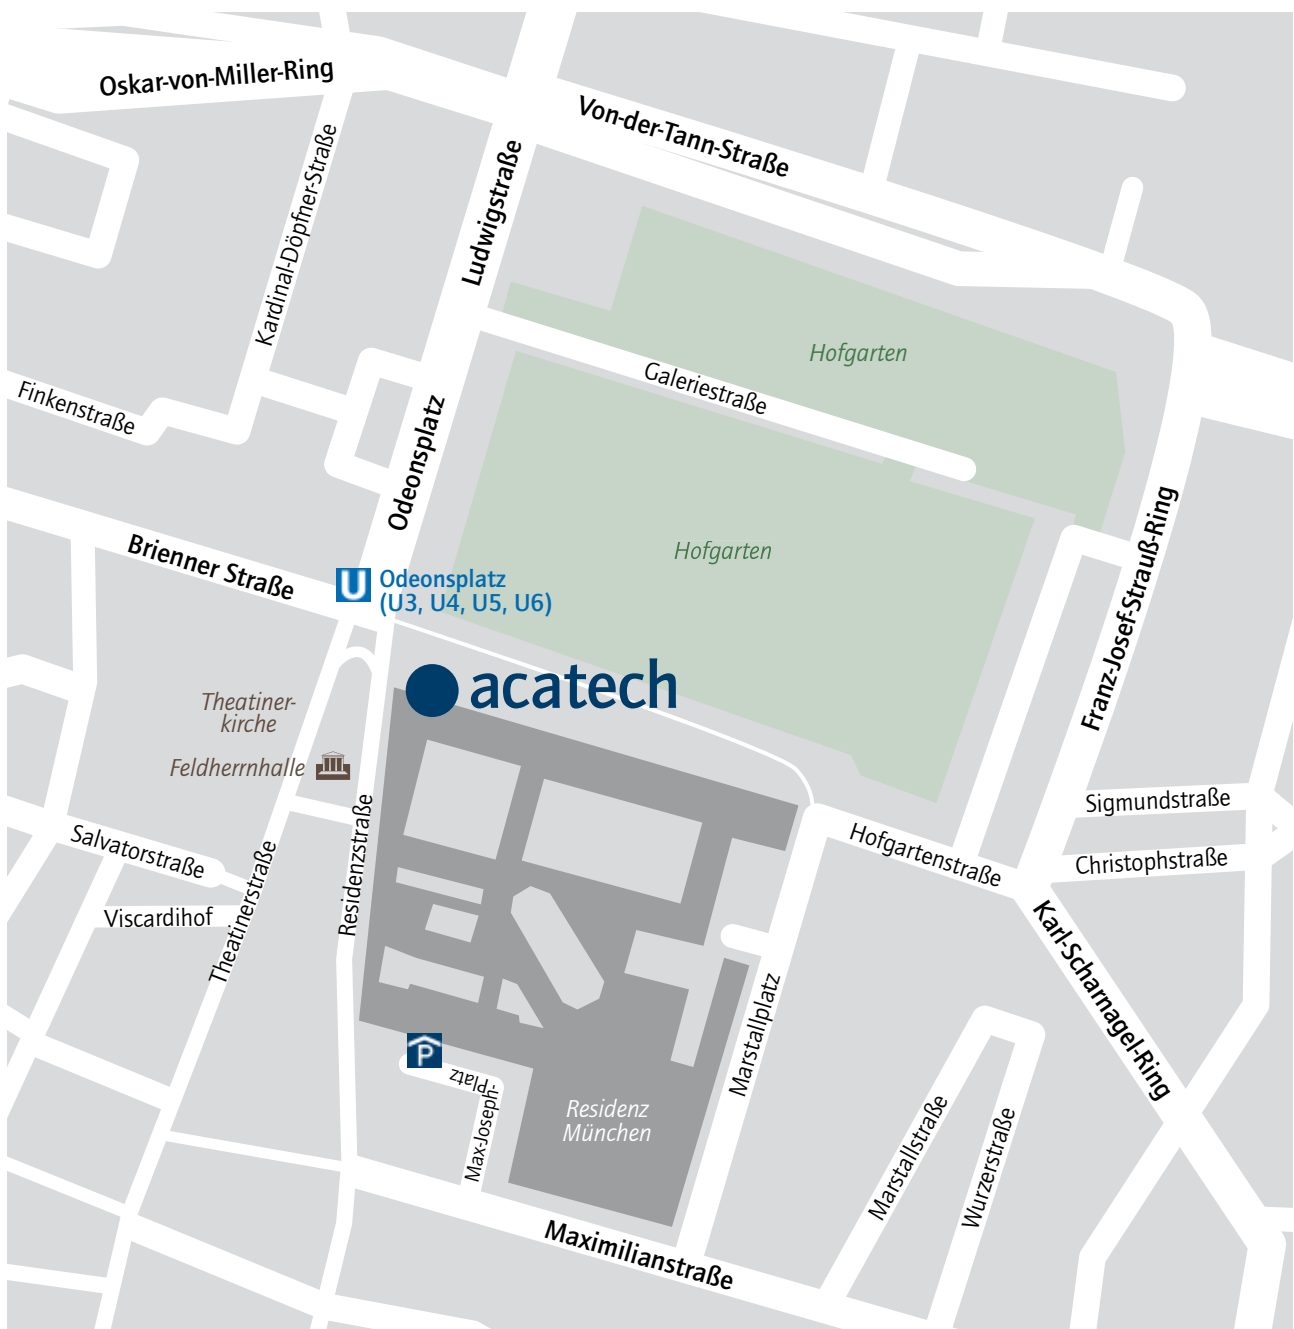 Oskar-von-Miller-Ring
Von-der-Tann-Straße
Kardinal-Döpfner-Straße
Ludwigstraße
Hofgarten
Galeriestraße
Finkenstraße
Odeonsplatz
Franz-Josef-Strauß-Ring
Brienner Straße
Hofgarten
U
Odeonsplatz
(U3, U4, U5, U6)
acatech
Theatiner-
kirche
Feldherrnhalle
Sigmundstraße
Salvatorstraße
Residenzstraße
Hofgartenstraße
Christophstraße
Viscardihof
Theatinerstraße
Karl-Scharnagel-Ring
Marstallplatz
P
Max-Joseph-
-Platz
Residenz
München
Marstallstraße
Wurzerstraße
Maximilianstraße